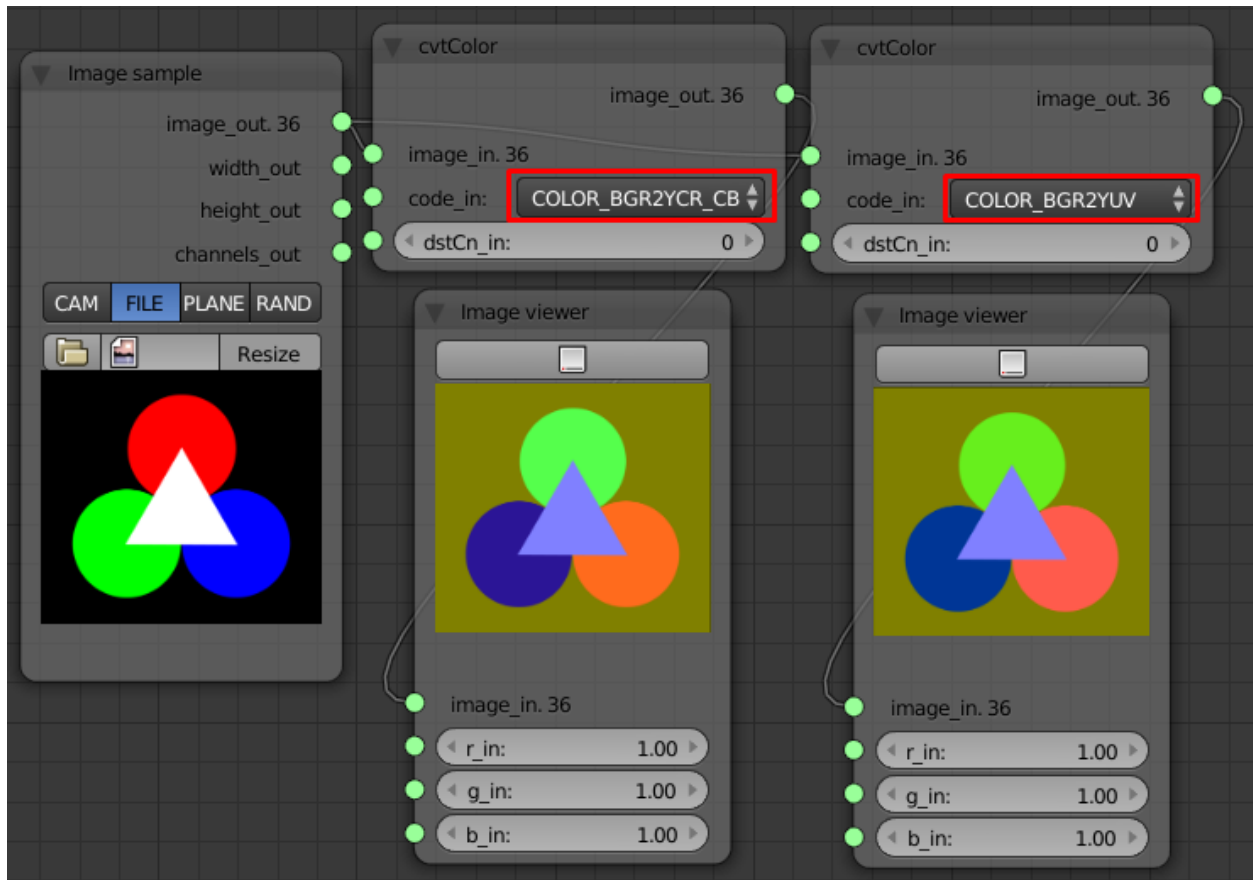 Image sample
image_out. 36
width_out
height_out
channels_out
CAM FILE PLANE RAND
Resize
cvtColor
image_out. 36
image_in. 36
code_in: COLOR_BGR2YCR_CB
dstCn_in: 0
cvtColor
image_out. 36
image_in. 36
code_in: COLOR_BGR2YUV
dstCn_in: 0
Image viewer
image_in. 36
r_in: 1.00
g_in: 1.00
b_in: 1.00
Image viewer
image_in. 36
r_in: 1.00
g_in: 1.00
b_in: 1.00